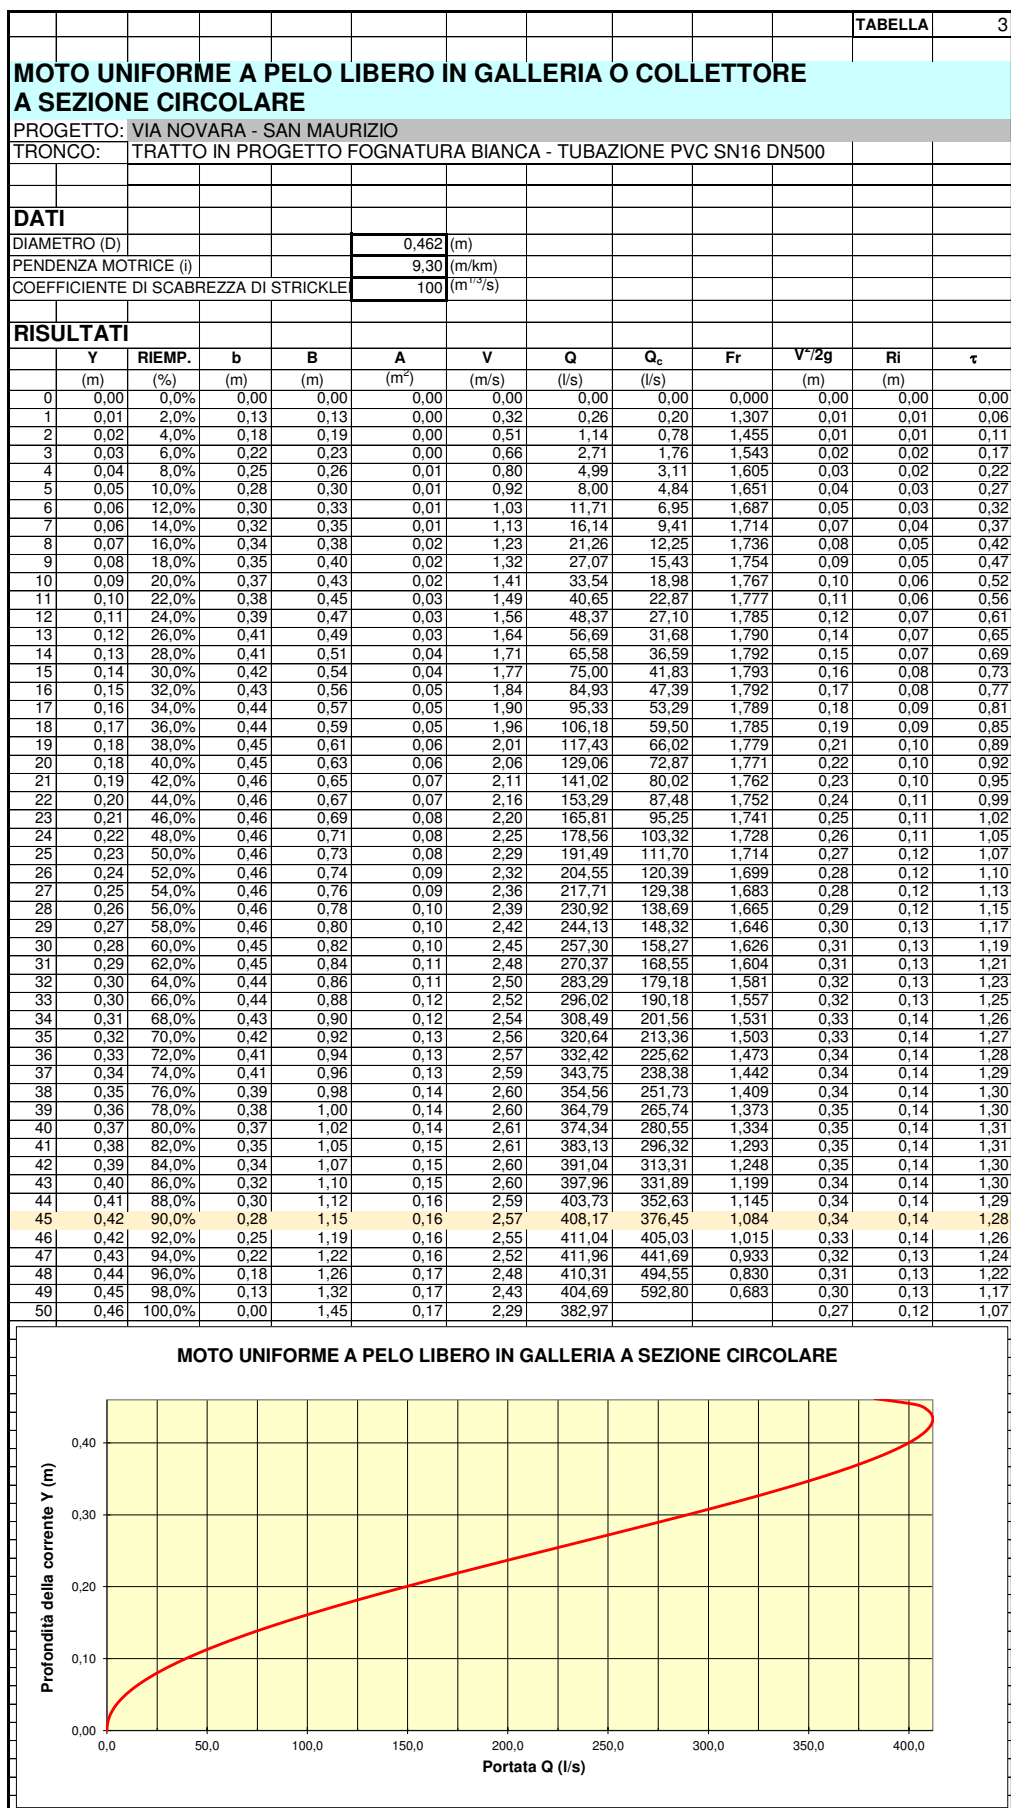 TABELLA 3
MOTO UNIFORME A PELO LIBERO IN GALLERIA O COLLETTORE
A SEZIONE CIRCOLARE
PROGETTO: VIA NOVARA - SAN MAURIZIO
TRONCO: TRATTO IN PROGETTO FOGNATURA BIANCA - TUBAZIONE PVC SN16 DN500
DATI
DIAMETRO (D) 0,462 (m)
PENDENZA MOTRICE (i) 9,30 (m/km)
COEFFICIENTE DI SCABREZZA DI STRICKLE 100 (m^1/3/s)
RISULTATI
Y RIEMP. b B A V Q Qc Fr V²/2g Ri τ
(m) (%) (m) (m) (m²) (m/s) (l/s) (l/s) (m) (m)
0 0,00 0,0% 0,00 0,00 0,00 0,00 0,00 0,00 0,000 0,00 0,00 0,00
1 0,01 2,0% 0,13 0,13 0,00 0,32 0,26 0,20 1,307 0,01 0,01 0,06
2 0,02 4,0% 0,18 0,19 0,00 0,51 1,14 0,78 1,455 0,01 0,01 0,11
3 0,03 6,0% 0,22 0,23 0,00 0,66 2,71 1,76 1,543 0,02 0,02 0,17
4 0,04 8,0% 0,25 0,26 0,01 0,80 4,99 3,11 1,605 0,03 0,02 0,22
5 0,05 10,0% 0,28 0,30 0,01 0,92 8,00 4,84 1,651 0,04 0,03 0,27
6 0,06 12,0% 0,30 0,33 0,01 1,03 11,71 6,95 1,687 0,05 0,03 0,32
7 0,06 14,0% 0,32 0,35 0,01 1,13 16,14 9,41 1,714 0,07 0,04 0,37
8 0,07 16,0% 0,34 0,38 0,02 1,23 21,26 12,25 1,736 0,08 0,05 0,42
9 0,08 18,0% 0,35 0,40 0,02 1,32 27,07 15,43 1,754 0,09 0,05 0,47
10 0,09 20,0% 0,37 0,43 0,02 1,41 33,54 18,98 1,767 0,10 0,06 0,52
11 0,10 22,0% 0,38 0,45 0,03 1,49 40,65 22,87 1,777 0,11 0,06 0,56
12 0,11 24,0% 0,39 0,47 0,03 1,56 48,37 27,10 1,785 0,12 0,07 0,61
13 0,12 26,0% 0,41 0,49 0,03 1,64 56,69 31,68 1,790 0,14 0,07 0,65
14 0,13 28,0% 0,41 0,51 0,04 1,71 65,58 36,59 1,792 0,15 0,07 0,69
15 0,14 30,0% 0,42 0,54 0,04 1,77 75,00 41,83 1,793 0,16 0,08 0,73
16 0,15 32,0% 0,43 0,56 0,05 1,84 84,93 47,39 1,792 0,17 0,08 0,77
17 0,16 34,0% 0,44 0,57 0,05 1,90 95,33 53,29 1,789 0,18 0,09 0,81
18 0,17 36,0% 0,44 0,59 0,05 1,96 106,18 59,50 1,785 0,19 0,09 0,85
19 0,18 38,0% 0,45 0,61 0,06 2,01 117,43 66,02 1,779 0,21 0,10 0,89
20 0,18 40,0% 0,45 0,63 0,06 2,06 129,06 72,87 1,771 0,22 0,10 0,92
21 0,19 42,0% 0,46 0,65 0,07 2,11 141,02 80,02 1,762 0,23 0,10 0,95
22 0,20 44,0% 0,46 0,67 0,07 2,16 153,29 87,48 1,752 0,24 0,11 0,99
23 0,21 46,0% 0,46 0,69 0,08 2,20 165,81 95,25 1,741 0,25 0,11 1,02
24 0,22 48,0% 0,46 0,71 0,08 2,25 178,56 103,32 1,728 0,26 0,11 1,05
25 0,23 50,0% 0,46 0,73 0,08 2,29 191,49 111,70 1,714 0,27 0,12 1,07
26 0,24 52,0% 0,46 0,74 0,09 2,32 204,55 120,39 1,699 0,28 0,12 1,10
27 0,25 54,0% 0,46 0,76 0,09 2,36 217,71 129,38 1,683 0,28 0,12 1,13
28 0,26 56,0% 0,46 0,78 0,10 2,39 230,92 138,69 1,665 0,29 0,12 1,15
29 0,27 58,0% 0,46 0,80 0,10 2,42 244,13 148,32 1,646 0,30 0,13 1,17
30 0,28 60,0% 0,45 0,82 0,10 2,45 257,30 158,27 1,626 0,31 0,13 1,19
31 0,29 62,0% 0,45 0,84 0,11 2,48 270,37 168,55 1,604 0,31 0,13 1,21
32 0,30 64,0% 0,44 0,86 0,11 2,50 283,29 179,18 1,581 0,32 0,13 1,23
33 0,30 66,0% 0,44 0,88 0,12 2,52 296,02 190,18 1,557 0,32 0,13 1,25
34 0,31 68,0% 0,43 0,90 0,12 2,54 308,49 201,56 1,531 0,33 0,14 1,26
35 0,32 70,0% 0,42 0,92 0,13 2,56 320,64 213,36 1,503 0,33 0,14 1,27
36 0,33 72,0% 0,41 0,94 0,13 2,57 332,42 225,62 1,473 0,34 0,14 1,28
37 0,34 74,0% 0,41 0,96 0,13 2,59 343,75 238,38 1,442 0,34 0,14 1,29
38 0,35 76,0% 0,39 0,98 0,14 2,60 354,56 251,73 1,409 0,34 0,14 1,30
39 0,36 78,0% 0,38 1,00 0,14 2,60 364,79 265,74 1,373 0,35 0,14 1,30
40 0,37 80,0% 0,37 1,02 0,14 2,61 374,34 280,55 1,334 0,35 0,14 1,31
41 0,38 82,0% 0,35 1,05 0,15 2,61 383,13 296,32 1,293 0,35 0,14 1,31
42 0,39 84,0% 0,34 1,07 0,15 2,60 391,04 313,31 1,248 0,35 0,14 1,30
43 0,40 86,0% 0,32 1,10 0,15 2,60 397,96 331,89 1,199 0,34 0,14 1,30
44 0,41 88,0% 0,30 1,12 0,16 2,59 403,73 352,63 1,145 0,34 0,14 1,29
45 0,42 90,0% 0,28 1,15 0,16 2,57 408,17 376,45 1,084 0,34 0,14 1,28
46 0,42 92,0% 0,25 1,19 0,16 2,55 411,04 405,03 1,015 0,33 0,14 1,26
47 0,43 94,0% 0,22 1,22 0,16 2,52 411,96 441,69 0,933 0,32 0,13 1,24
48 0,44 96,0% 0,18 1,26 0,17 2,48 410,31 494,55 0,830 0,31 0,13 1,22
49 0,45 98,0% 0,13 1,32 0,17 2,43 404,69 592,80 0,683 0,30 0,13 1,17
50 0,46 100,0% 0,00 1,45 0,17 2,29 382,97 0,27 0,12 1,07
MOTO UNIFORME A PELO LIBERO IN GALLERIA A SEZIONE CIRCOLARE
Profondità della corrente Y (m)
0,40
0,30
0,20
0,10
0,00
0,0 50,0 100,0 150,0 200,0 250,0 300,0 350,0 400,0
Portata Q (l/s)